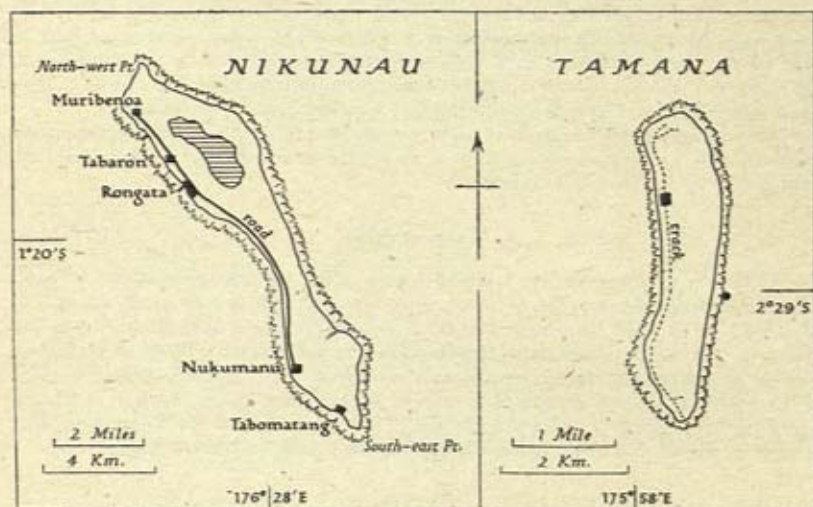 NIKUNAU
North-west Pt.
Muribenoa
Tabaron
Rongata
road
1°20'S
Nukumanu
Tabomatang
South-east Pt.
2 Miles
4 Km.
176°28'E
TAMANA
track
2°29'S
1 Mile
2 Km.
175°58'E